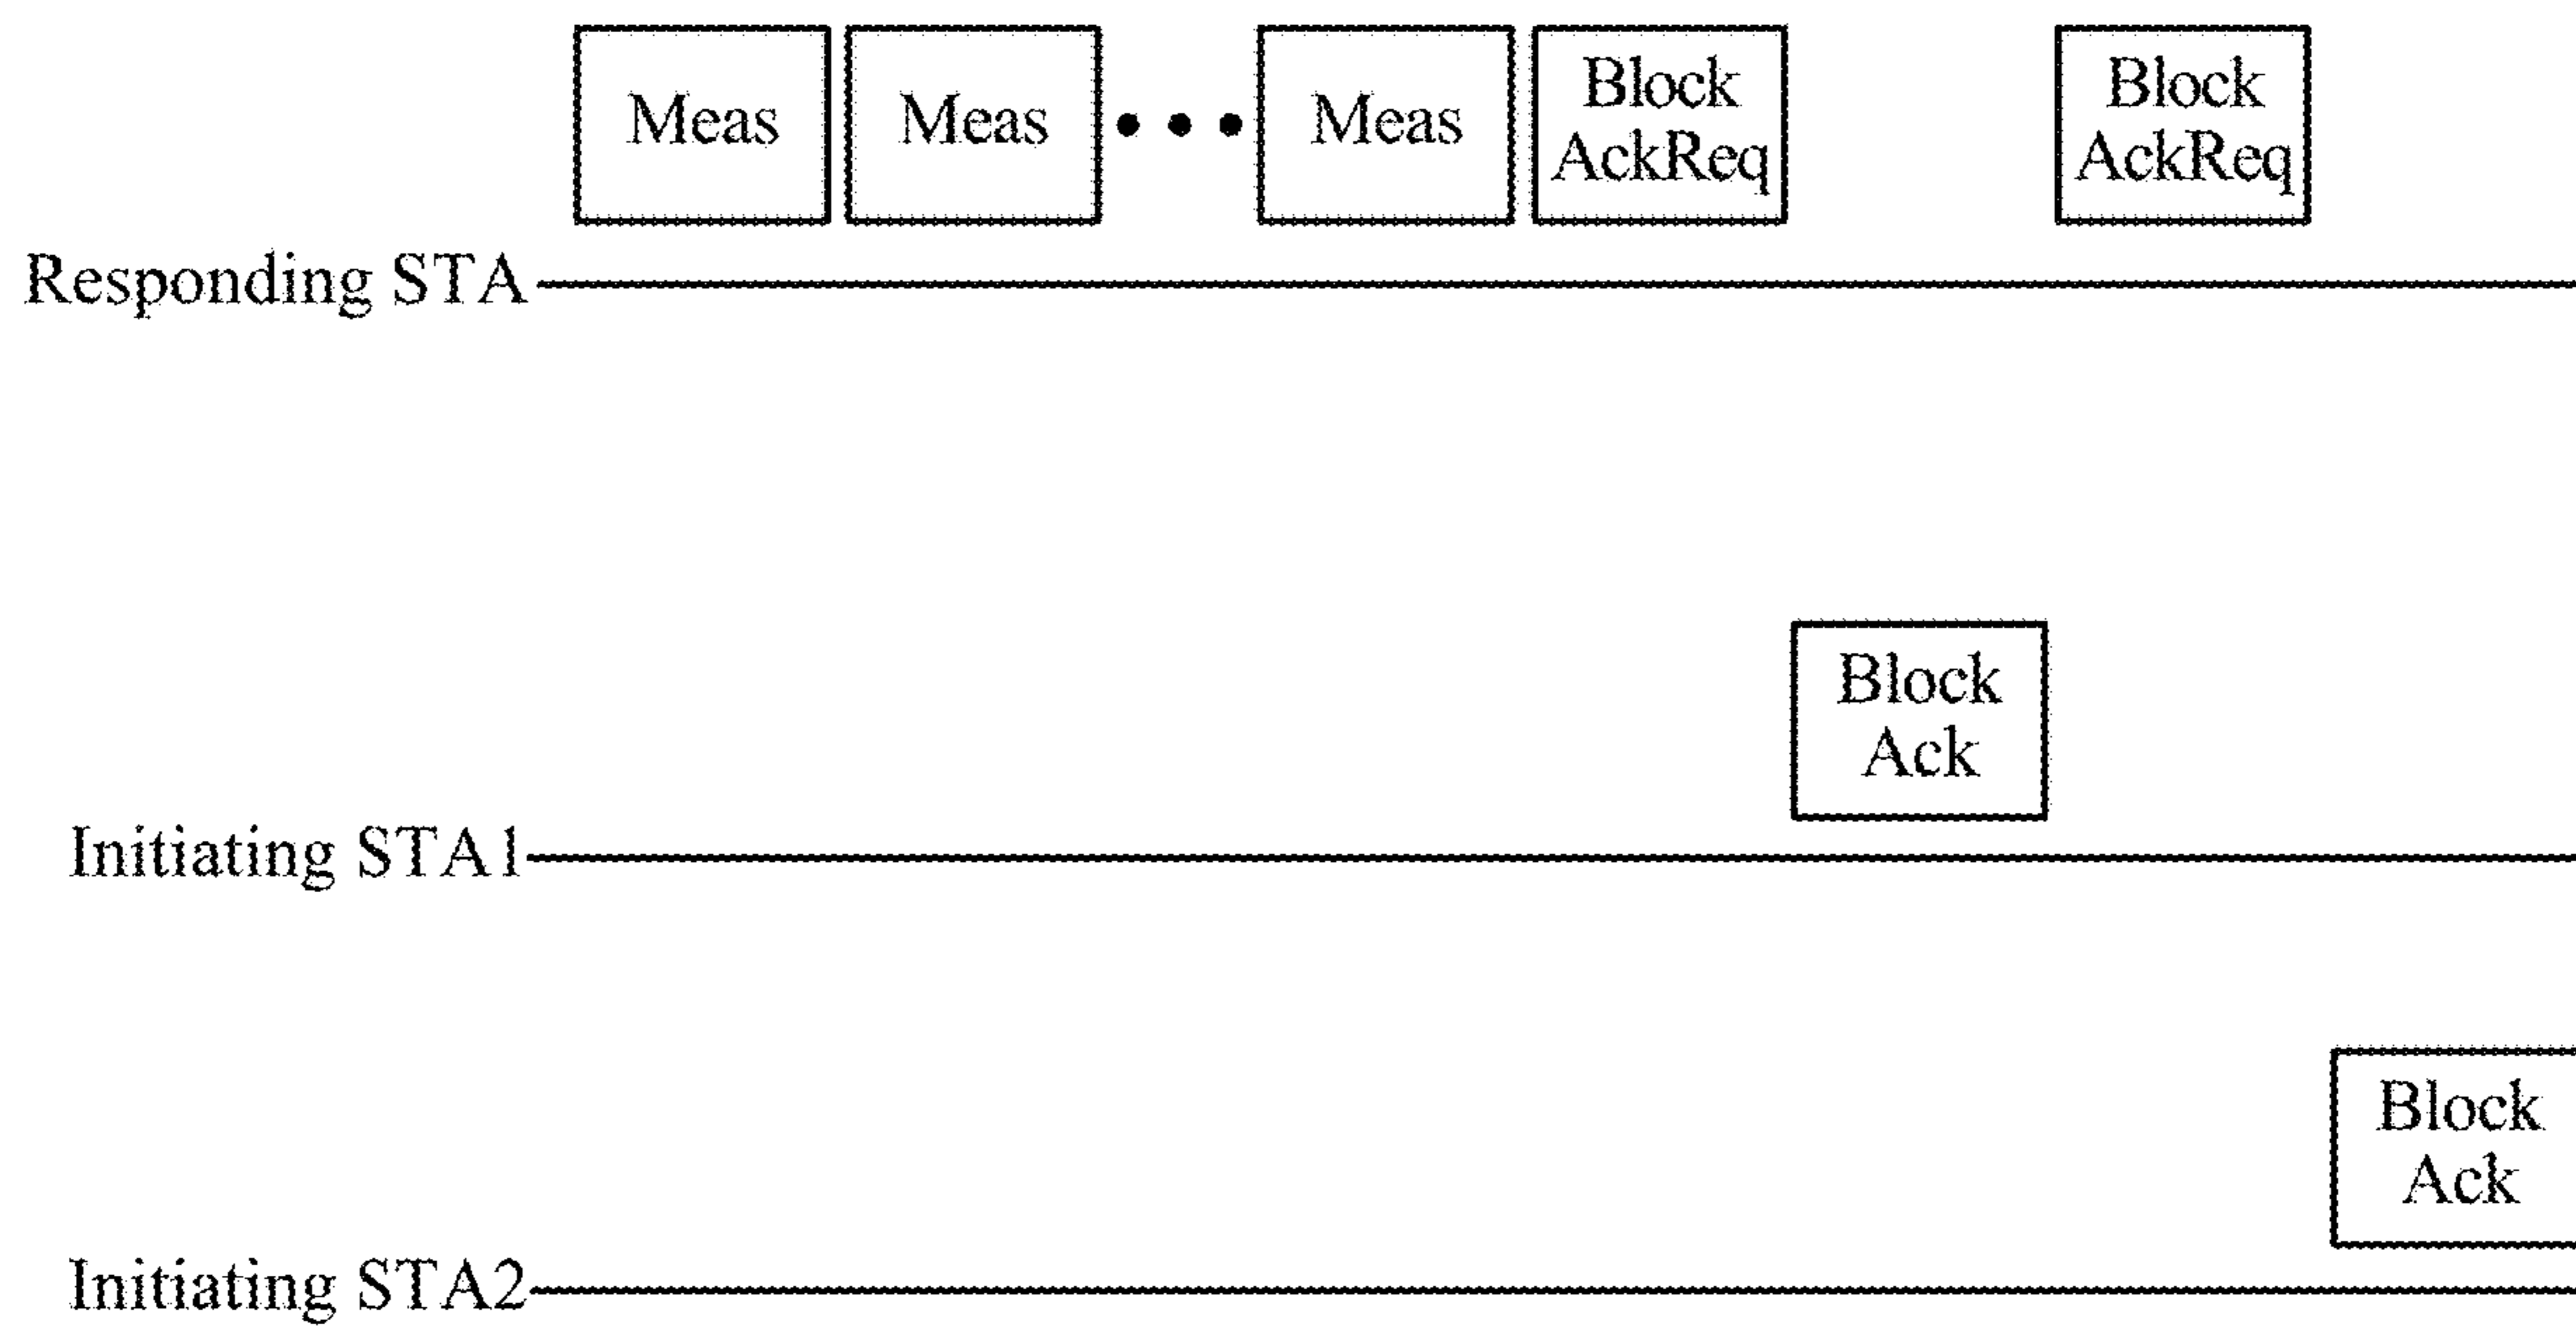 Meas
Meas
Meas
Block
AckReq
Block
AckReq
Responding STA
Block
Ack
Initiating STA1
Block
Ack
Initiating STA2